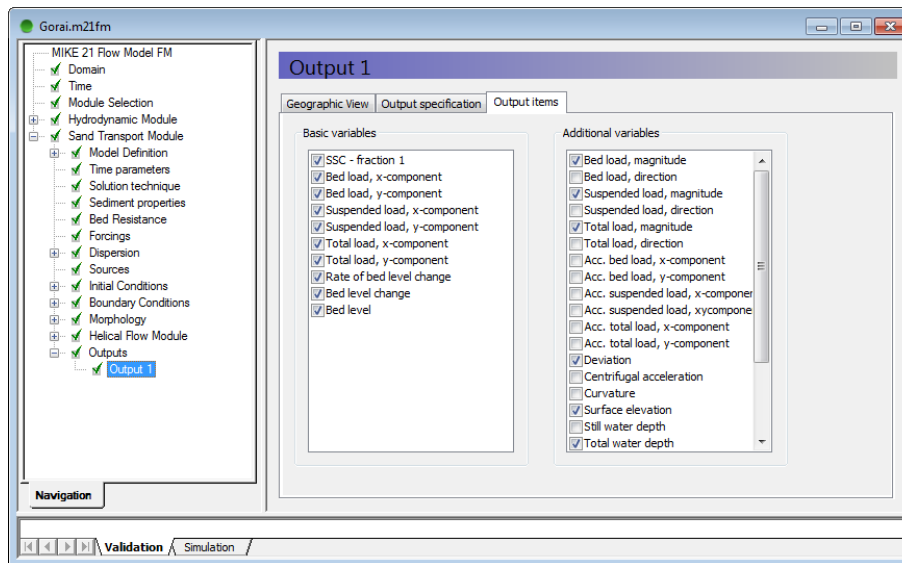 Gorai.m21fm
MIKE 21 Flow Model FM
Domain
Time
Module Selection
Hydrodynamic Module
Sand Transport Module
Model Definition
Time parameters
Solution technique
Sediment properties
Bed Resistance
Forcings
Dispersion
Sources
Initial Conditions
Boundary Conditions
Morphology
Helical Flow Module
Outputs
Output 1
Navigation
Output 1
Geographic View
Output specification
Output items
Basic variables
SSC - fraction 1
Bed load, x-component
Bed load, y-component
Suspended load, x-component
Suspended load, y-component
Total load, x-component
Total load, y-component
Rate of bed level change
Bed level change
Bed level
Additional variables
Bed load, magnitude
Bed load, direction
Suspended load, magnitude
Suspended load, direction
Total load, magnitude
Total load, direction
Acc. bed load, x-component
Acc. bed load, y-component
Acc. suspended load, x-componer
Acc. suspended load, xycompone
Acc. total load, x-component
Acc. total load, y-component
Deviation
Centrifugal acceleration
Curvature
Surface elevation
Still water depth
Total water depth
Validation
Simulation